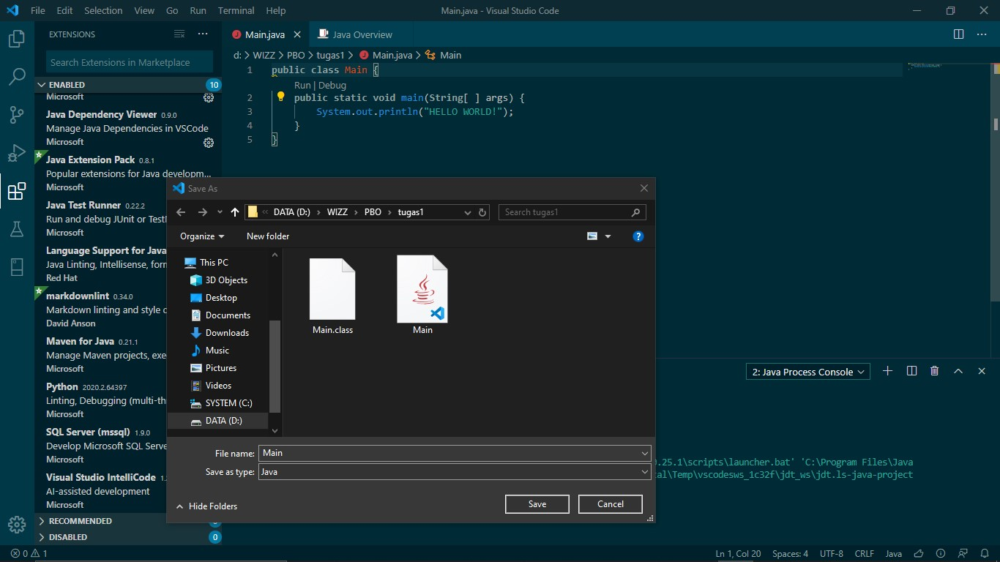 File Edit Selection View Go Run Terminal Help
Main.java - Visual Studio Code
EXTENSIONS
Search Extensions in Marketplace
ENABLED 10
Microsoft
Java Dependency Viewer 0.9.0
Manage Java Dependencies in VSCode
Microsoft
Java Extension Pack 0.8.1
Popular extensions for Java developm...
Microsoft
Java Test Runner 0.22.2
Run and debug JUnit or Test
Microsoft
Language Support for Java
Java Linting, Intellisense, form
Red Hat
markdownlint 0.34.0
Markdown linting and style c
David Anson
Maven for Java 0.21.1
Manage Maven projects, exe
Microsoft
Python 2020.2.64397
Linting, Debugging (multi-th
Microsoft
SQL Server (mssql) 1.9.0
Develop Microsoft SQL Serve
Microsoft
Visual Studio IntelliCode 1.
AI-assisted development
Microsoft
RECOMMENDED
DISABLED 0
Main.java Java Overview
d: > WIZZ > PBO > tugas1 > Main.java > Main
1 public class Main {
Run | Debug
2 public static void main(String[ ] args) {
3 System.out.println("HELLO WORLD!");
4 }
5 }
Save As
DATA (D:) > WIZZ > PBO > tugas1
Search tugas1
Organize New folder
This PC
3D Objects
Desktop
Documents
Downloads
Music
Pictures
Videos
SYSTEM (C:)
DATA (D:)
Main.class
Main
File name: Main
Save as type: Java
Hide Folders
Save
Cancel
2: Java Process Console
.25.1\scripts\launcher.bat' 'C:\Program Files\Java
al\Temp\vscodesws_1c32f\jdt_ws\jdt.ls-java-project
0 1
Ln 1, Col 20 Spaces: 4 UTF-8 CRLF Java